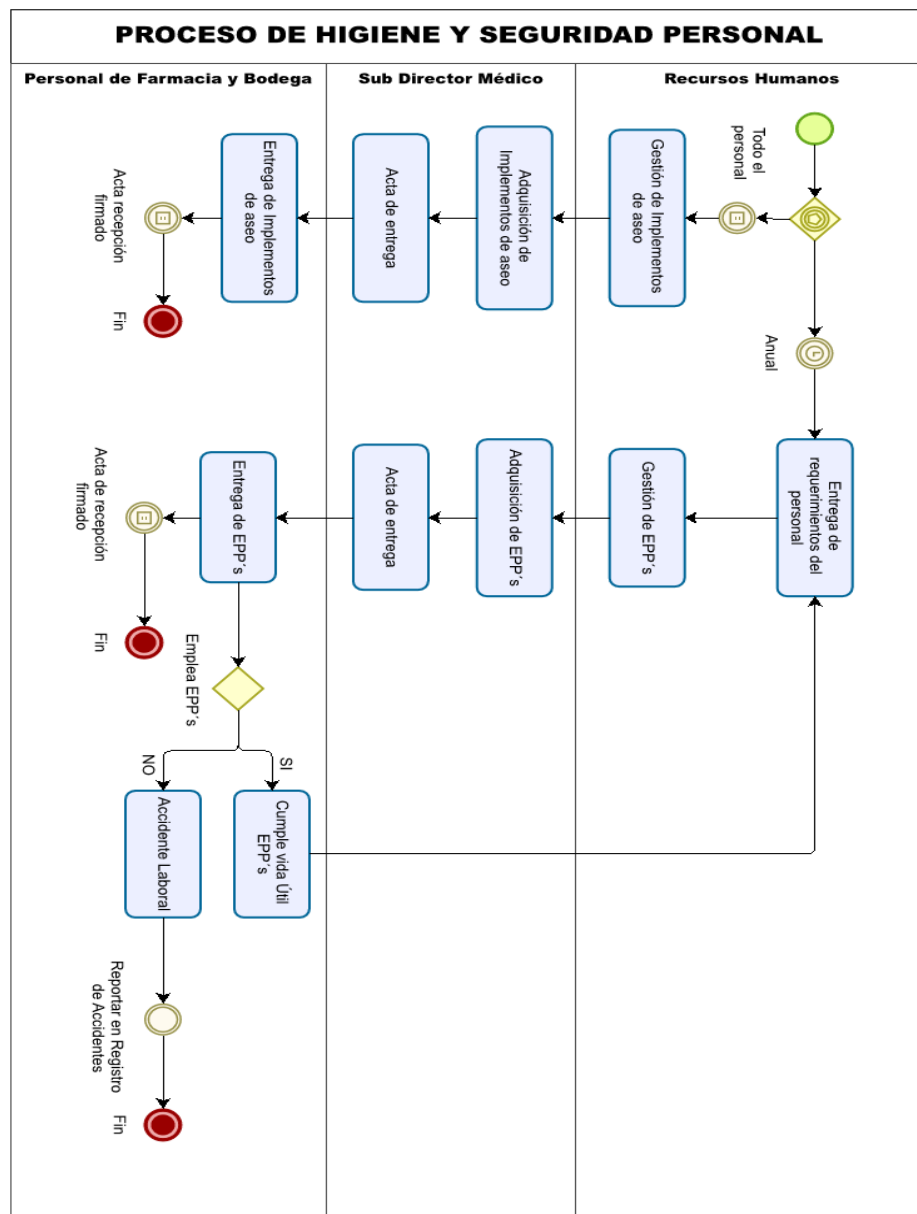 PROCESO DE HIGIENE Y SEGURIDAD PERSONAL
Personal de Farmacia y Bodega
Sub Director Médico
Recursos Humanos
Todo el
personal
Gestión de Implementos
de aseo
Adquisición de
Implementos de aseo
Acta de entrega
Entrega de Implementos
de aseo
Acta recepción
firmado
Fin
Anual
Entrega de
requerimientos del
personal
Gestión de EPP´s
Adquisición de EPP´s
Acta de entrega
Entrega de EPP´s
Acta de recepción
firmado
Fin
Emplea EPP´s
SI
NO
Cumple vida Útil
EPP´s
Accidente Laboral
Reportar en Registro
de Accidentes
Fin